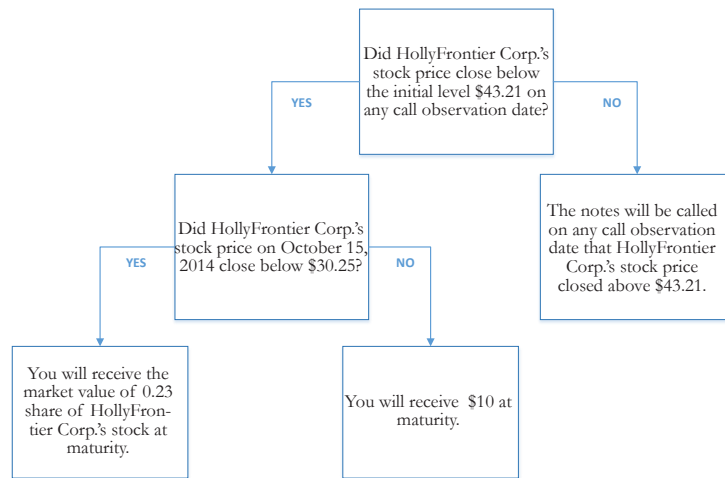 Did HollyFrontier Corp.'s
stock price close below
the initial level $43.21 on
any call observation date?
YES
NO
Did HollyFrontier Corp.'s
stock price on October 15,
2014 close below $30.25?
The notes will be called
on any call observation
date that HollyFrontier
Corp.'s stock price
closed above $43.21.
YES
NO
You will receive the
market value of 0.23
share of HollyFron-
tier Corp.'s stock at
maturity.
You will receive $10 at
maturity.